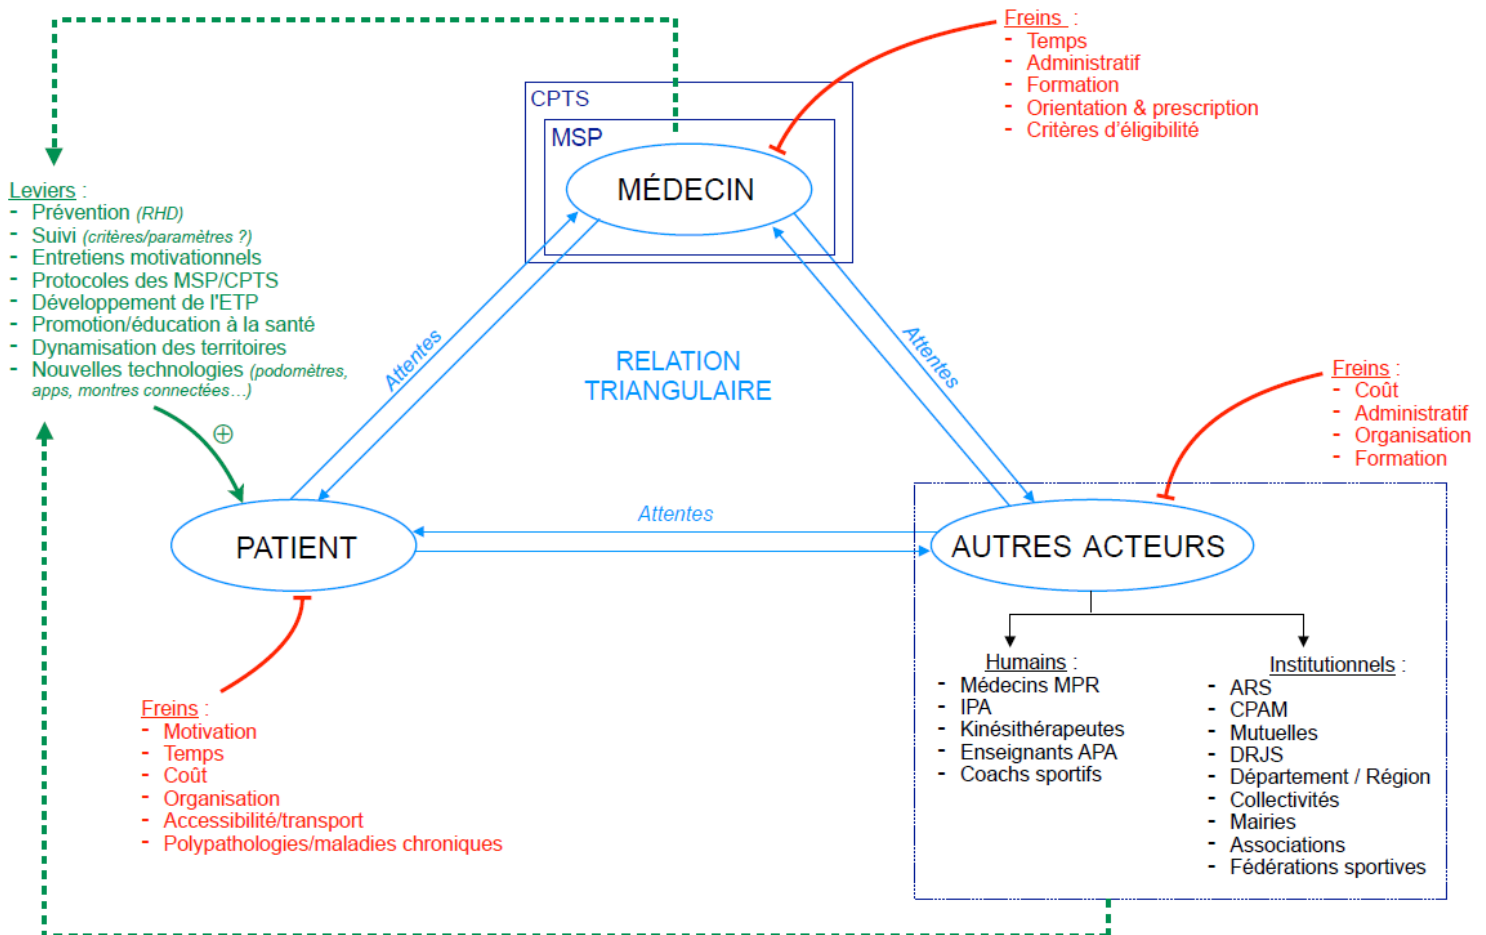 Freins :
- Temps
- Administratif
- Formation
- Orientation & prescription
- Critères d'éligibilité
CPTS
MSP
MÉDECIN
Leviers :
- Prévention (RHD)
- Suivi (critères/paramètres ?)
- Entretiens motivationnels
- Protocoles des MSP/CPTS
- Développement de l'ETP
- Promotion/éducation à la santé
- Dynamisation des territoires
- Nouvelles technologies (podomètres,
apps, montres connectées…)
Attentes
RELATION
TRIANGULAIRE
Attentes
Freins :
- Coût
- Administratif
- Organisation
- Formation
PATIENT
Attentes
AUTRES ACTEURS
Freins :
- Motivation
- Temps
- Coût
- Organisation
- Accessibilité/transport
- Polypathologies/maladies chroniques
Humains :
- Médecins MPR
- IPA
- Kinésithérapeutes
- Enseignants APA
- Coachs sportifs
Institutionnels :
- ARS
- CPAM
- Mutuelles
- DRJS
- Département / Région
- Collectivités
- Mairies
- Associations
- Fédérations sportives